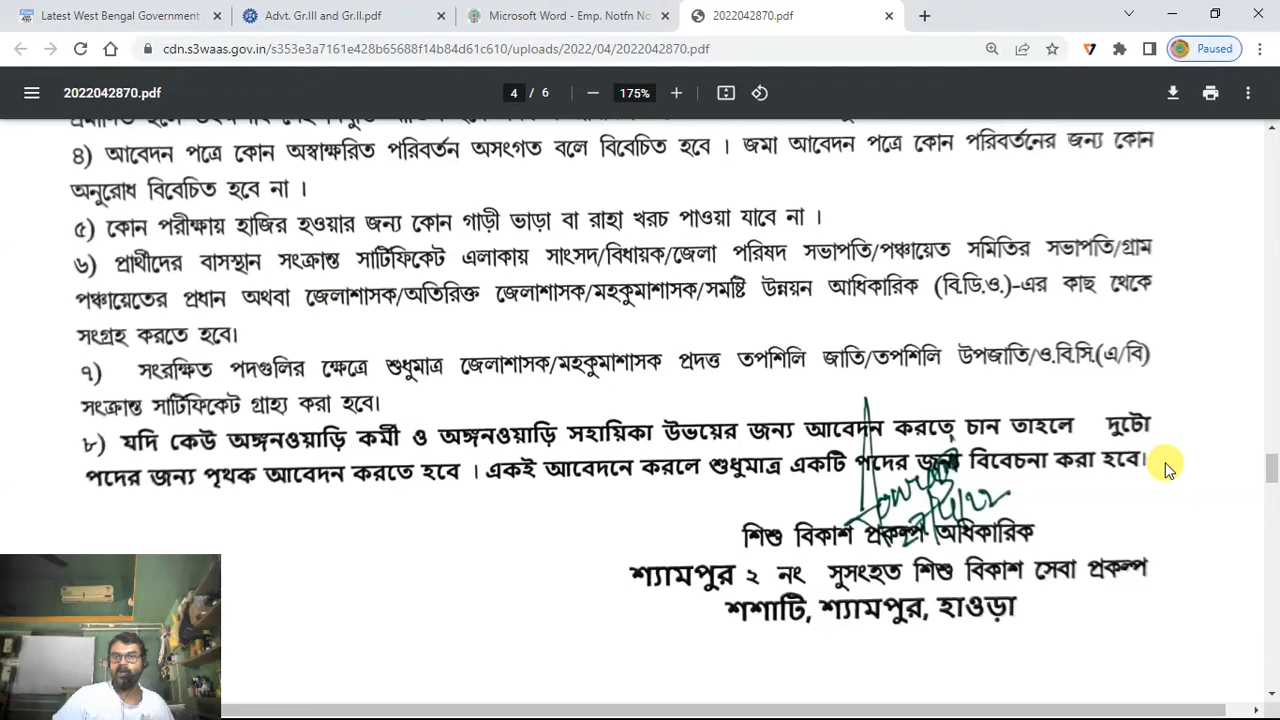 Latest West Bengal Government
Advt. Gr.III and Gr.II.pdf
Microsoft Word - Emp. Notfn No
2022042870.pdf
cdn.s3waas.gov.in/s353e3a7161e428b65688f14b84d61c610/uploads/2022/04/2022042870.pdf
Paused
2022042870.pdf
4 / 6
175%
৪) আবেদন পত্রে কোন অস্বাক্ষরিত পরিবর্তন অসংগত বলে বিবেচিত হবে । জমা আবেদন পত্রে কোন পরিবর্তনের জন্য কোন
অনুরোধ বিবেচিত হবে না ।
৫) কোন পরীক্ষায় হাজির হওয়ার জন্য কোন গাড়ী ভাড়া বা রাহা খরচ পাওয়া যাবে না ।
৬) প্রার্থীদের বাসস্থান সংক্রান্ত সার্টিফিকেট এলাকায় সাংসদ/বিধায়ক/জেলা পরিষদ সভাপতি/পঞ্চায়েত সমিতির সভাপতি/গ্রাম
পঞ্চায়েতের প্রধান অথবা জেলাশাসক/অতিরিক্ত জেলাশাসক/মহকুমাশাসক/সমষ্টি উন্নয়ন আধিকারিক (বি.ডি.ও.)-এর কাছ থেকে
সংগ্রহ করতে হবে।
৭) সংরক্ষিত পদগুলির ক্ষেত্রে শুধুমাত্র জেলাশাসক/মহকুমাশাসক প্রদত্ত তপশিলি জাতি/তপশিলি উপজাতি/ও.বি.সি.(এ/বি)
সংক্রান্ত সার্টিফিকেট গ্রাহ্য করা হবে।
৮) যদি কেউ অঙ্গনওয়াড়ি কর্মী ও অঙ্গনওয়াড়ি সহায়িকা উভয়ের জন্য আবেদন করতে চান তাহলে দুটো
পদের জন্য পৃথক আবেদন করতে হবে । একই আবেদনে করলে শুধুমাত্র একটি পদের জন্য বিবেচনা করা হবে।
শিশু বিকাশ প্রকল্প আধিকারিক
শ্যামপুর ২ নং সুসংহত শিশু বিকাশ সেবা প্রকল্প
শশাটি, শ্যামপুর, হাওড়া